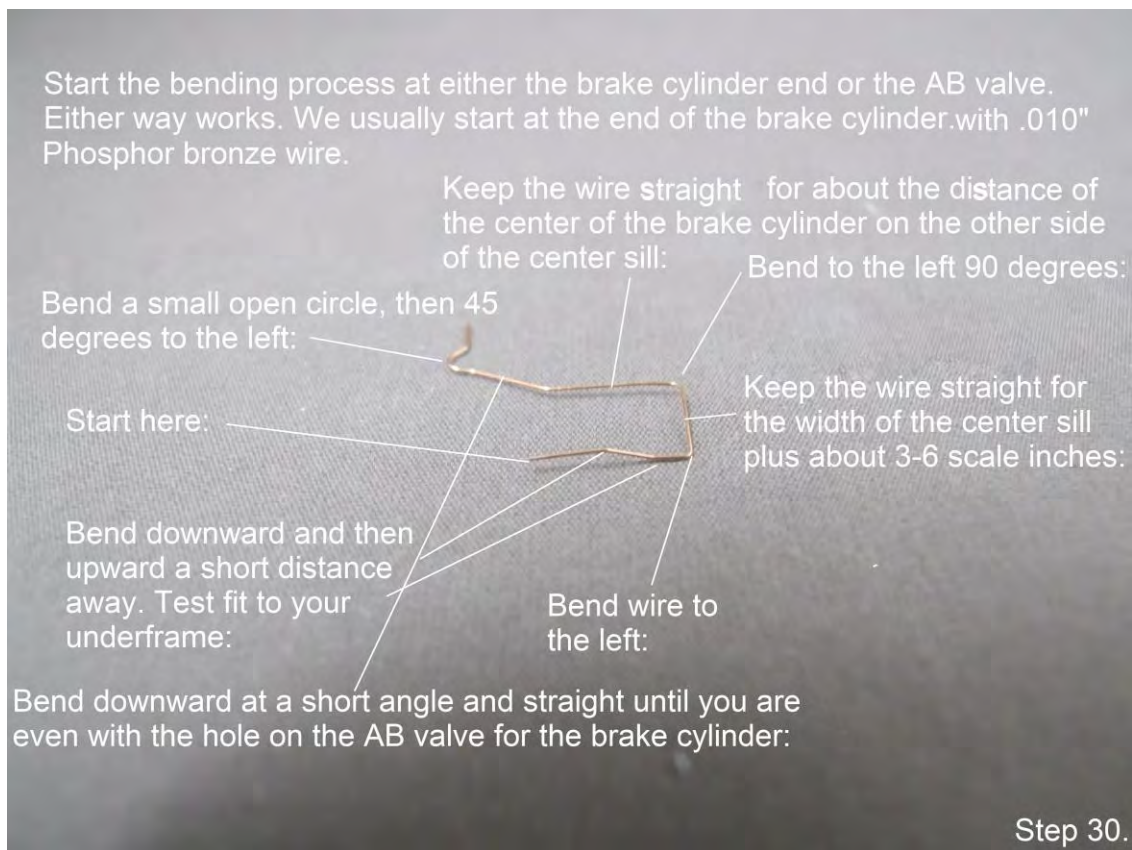 Start the bending process at either the brake cylinder end or the AB valve.
Either way works. We usually start at the end of the brake cylinder.with .010"
Phosphor bronze wire.
Keep the wire straight for about the distance of
the center of the brake cylinder on the other side
of the center sill:
Bend to the left 90 degrees:
Bend a small open circle, then 45
degrees to the left:
Keep the wire straight for
the width of the center sill
plus about 3-6 scale inches:
Start here:
Bend downward and then
upward a short distance
away. Test fit to your
underframe:
Bend wire to
the left:
Bend downward at a short angle and straight until you are
even with the hole on the AB valve for the brake cylinder:
Step 30.